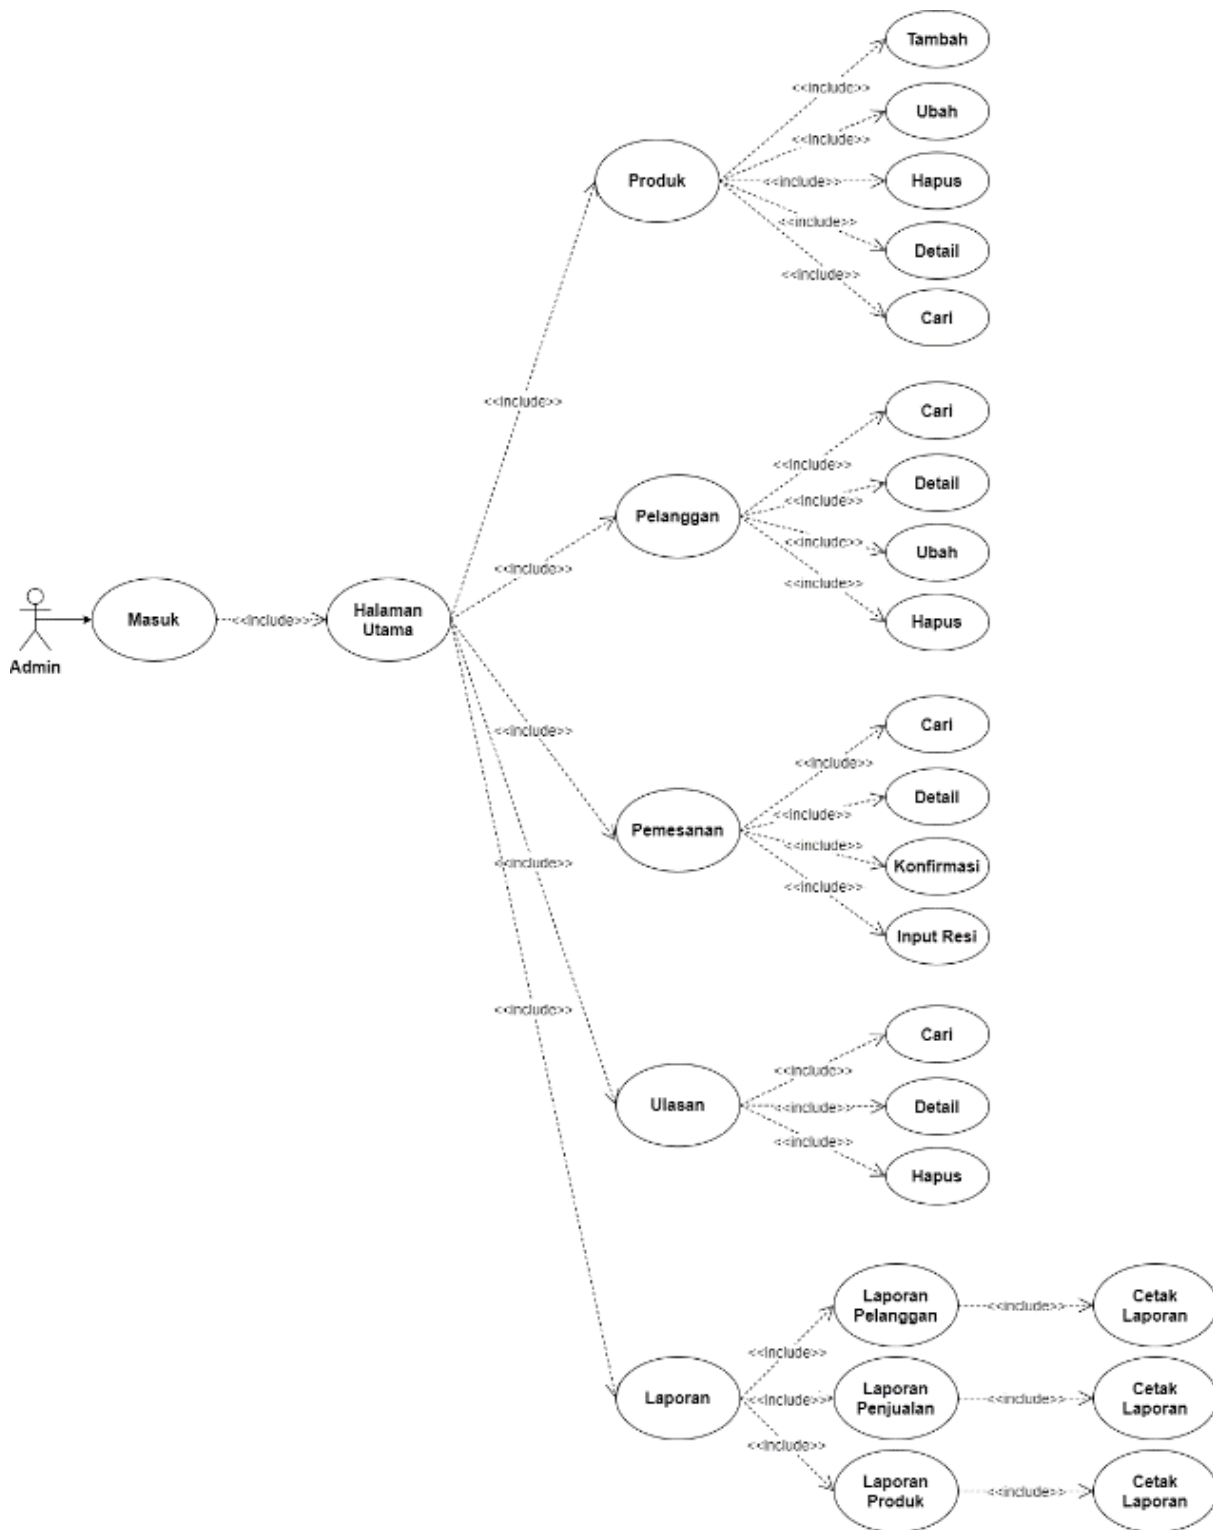 Tambah
<<include>>
Ubah
<<include>>
Produk
<<include>>
Hapus
<<include>>
Detail
<<include>>
Cari
<<include>>
Cari
<<include>>
Detail
<<include>>
Pelanggan
<<include>>
Ubah
<<include>>
<<include>>
Hapus
Admin
Masuk
<<include>>
Halaman
Utama
<<include>>
Cari
<<include>>
Detail
<<include>>
Pemesanan
<<include>>
Konfirmasi
<<include>>
Input Resi
<<include>>
<<include>>
Cari
<<include>>
Ulasan
<<include>>
Detail
<<include>>
Hapus
Laporan
Pelanggan
<<include>>
Cetak
Laporan
<<include>>
Laporan
<<include>>
Laporan
Penjualan
<<include>>
Cetak
Laporan
<<include>>
Laporan
Produk
<<include>>
Cetak
Laporan